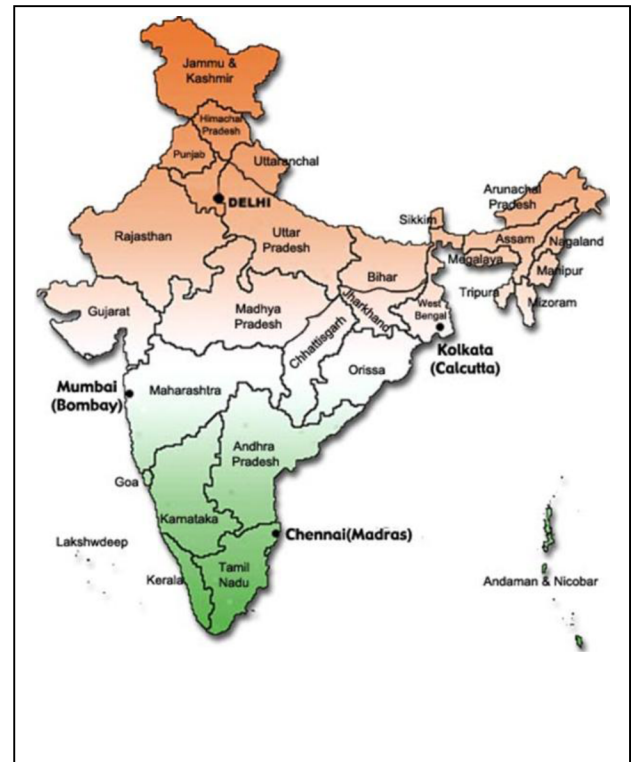 Jammu &
Kashmir
Himachal
Pradesh
Punjab
Uttaranchal
DELHI
Arunachal
Pradesh
Sikkim
Rajasthan
Uttar
Pradesh
Assam
Nagaland
Megalaya
Bihar
Manipur
Tripura
Mizoram
Gujarat
Madhya
Pradesh
Jharkhand
West
Bengal
Chhattisgarh
Kolkata
(Calcutta)
Orissa
Mumbai
(Bombay)
Maharashtra
Andhra
Pradesh
Goa
Karnataka
Chennai(Madras)
Lakshwdeep
Kerala
Tamil
Nadu
Andaman & Nicobar